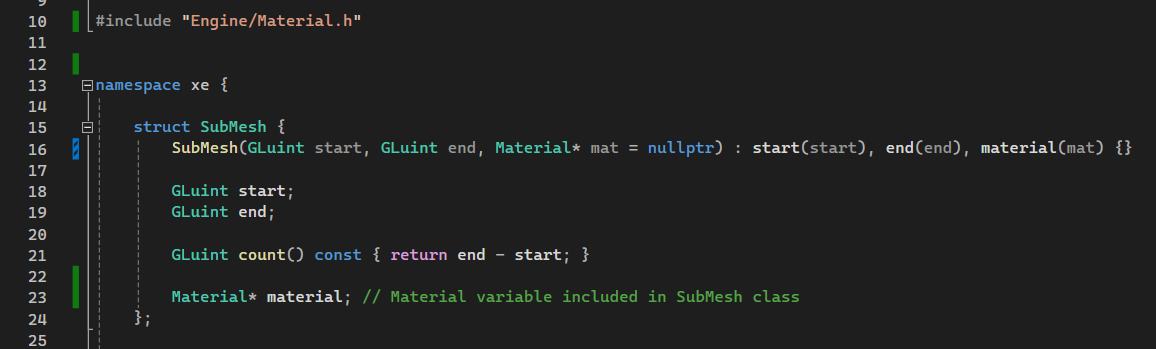 9
10 #include "Engine/Material.h"
11
12
13 namespace xe {
14
15 struct SubMesh {
16 SubMesh(GLuint start, GLuint end, Material* mat = nullptr) : start(start), end(end), material(mat) {}
17
18 GLuint start;
19 GLuint end;
20
21 GLuint count() const { return end - start; }
22
23 Material* material; // Material variable included in SubMesh class
24 };
25